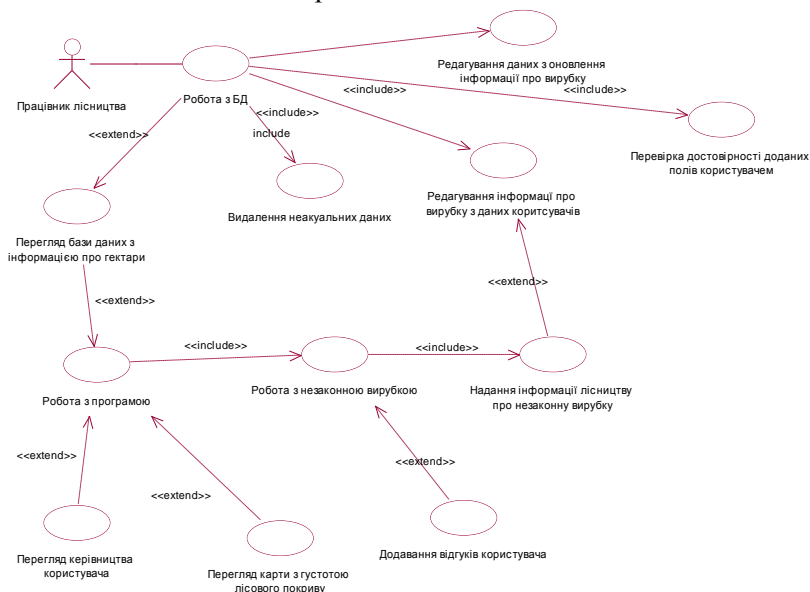 Редагування даних з оновлення
інформації про вирубку
Працівник лісництва
Робота з БД
<<include>>
<<include>>
<<include>>
include
<<extend>>
Перевірка достовірності доданих
полів користувачем
Видалення неакуальних даних
Редагування інформаці про
вирубку з даних коритсувачів
Перегляд бази даних з
інформацією про гектари
<<extend>>
<<extend>>
<<include>>
<<include>>
Робота з програмою
Робота з незаконною вирубкою
Надання інформації лісництву
про незаконну вирубку
<<extend>>
<<extend>>
<<extend>>
Перегляд керівництва
користувача
Перегляд карти з густотою
лісового покриву
Додавання відгуків користувача